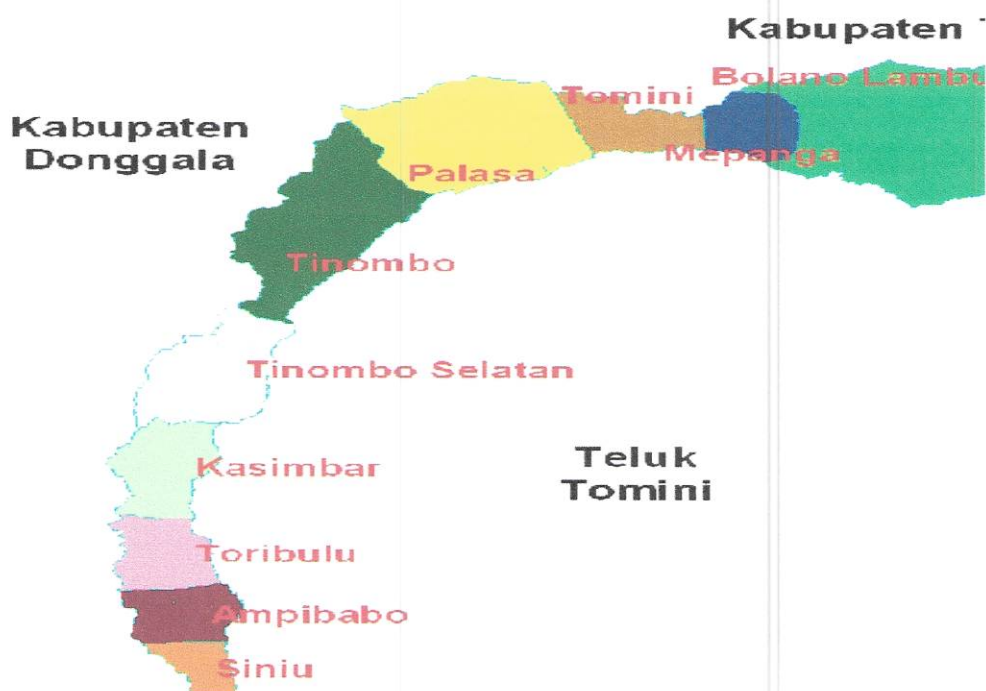 Kabupaten
Bolano Lambu
Tomini
Kabupaten
Donggala
Mepanga
Palasa
Tinombo
Tinombo Selatan
Teluk
Tomini
Kasimbar
Toribulu
Ampibabo
Siniu